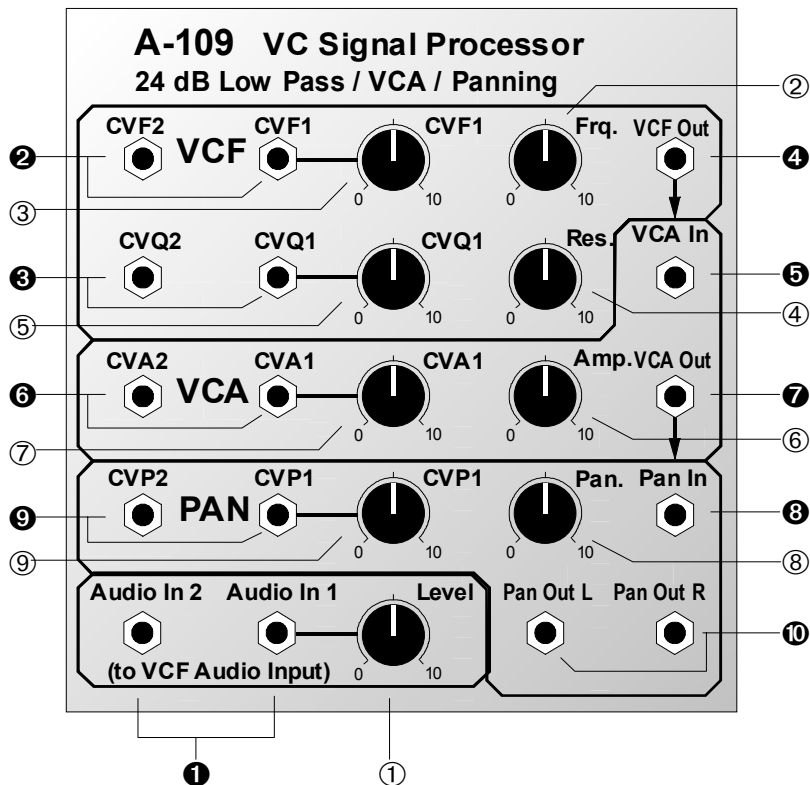 A-109 VC Signal Processor
24 dB Low Pass / VCA / Panning
②
CVF2 VCF CVF1 CVF1 Frq. VCF Out
❷ ❹
③ 0 10 0 10
CVQ2 CVQ1 CVQ1 Res. VCA In
❸ ❺
⑤ 0 10 0 10 ④
CVA2 VCA CVA1 CVA1 Amp. VCA Out
❻ ❼
⑦ 0 10 0 10 ⑥
CVP2 PAN CVP1 CVP1 Pan. Pan In
❾ ❽
⑨ 0 10 0 10 ⑧
Audio In 2 Audio In 1 Level Pan Out L Pan Out R
❿
(to VCF Audio Input) 0 10
❶ ①